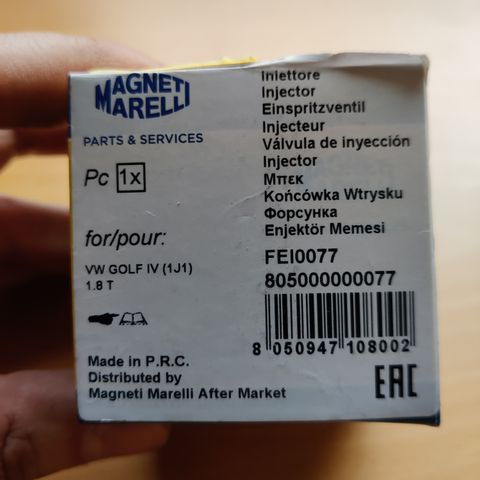 MAGNETI
MARELLI
PARTS & SERVICES
Pc 1x
for/pour:
VW GOLF IV (1J1)
1.8 T
Made in P.R.C.
Distributed by
Magneti Marelli After Market
Iniettore
Injector
Einspritzventil
Injecteur
Válvula de inyección
Injector
Μπεκ
Końcówka Wtrysku
Форсунка
Enjektör Memesi
FEI0077
805000000077
8 050947 108002
EAC